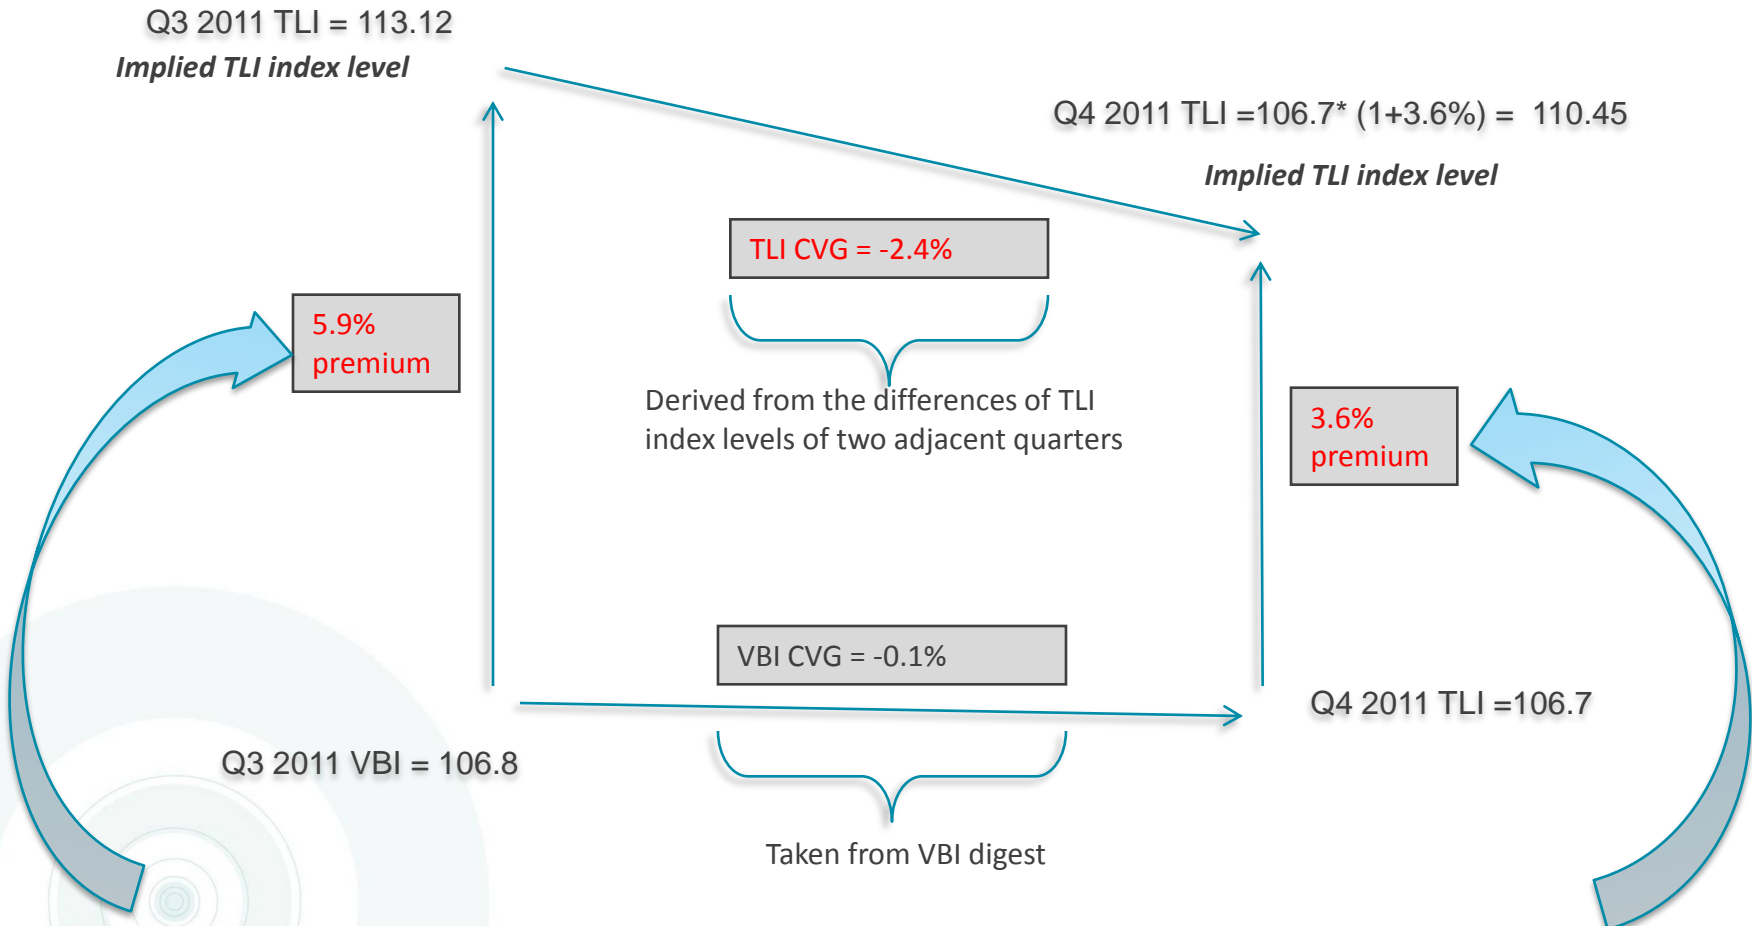 Q3 2011 TLI = 113.12
Implied TLI index level
Q4 2011 TLI =106.7* (1+3.6%) =  110.45
Implied TLI index level
TLI CVG = -2.4%
5.9%
premium
Derived from the differences of TLI
index levels of two adjacent quarters
3.6%
premium
VBI CVG = -0.1%
Q4 2011 TLI =106.7
Q3 2011 VBI = 106.8
Taken from VBI digest